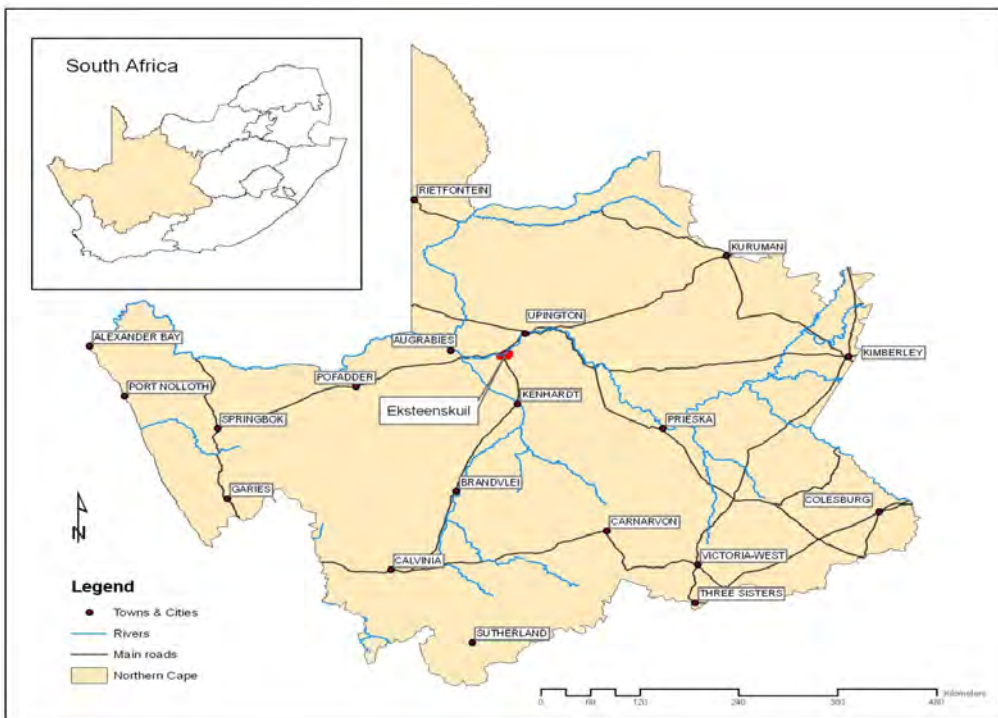 South Africa
RIETFONTEIN
KURUMAN
UPINGTON
ALEXANDER BAY
AUGRABIES
KIMBERLEY
POFADDER
PORT NOLLOTH
KENHARDT
Eksteenskuil
SPRINGBOK
PRIESKA
BRANDVLEI
GARIES
COLESBURG
CARNARVON
N
VICTORIA-WEST
CALVINIA
Legend
THREE SISTERS
Towns & Cities
Rivers
SUTHERLAND
Main roads
Northern Cape
Kilometers
0 60 120 240 360 480